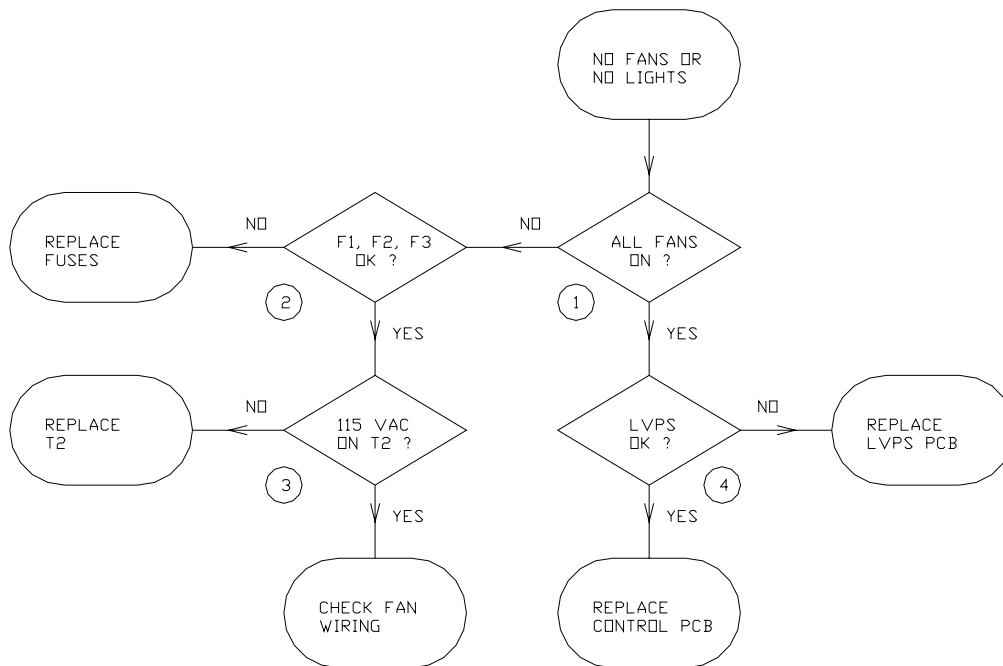 NO FANS OR
NO LIGHTS
NO
NO
REPLACE
FUSES
F1, F2, F3
OK ?
ALL FANS
ON ?
2
1
YES
YES
NO
NO
REPLACE
T2
115 VAC
ON T2 ?
LVPS
OK ?
REPLACE
LVPS PCB
3
4
YES
YES
CHECK FAN
WIRING
REPLACE
CONTROL PCB